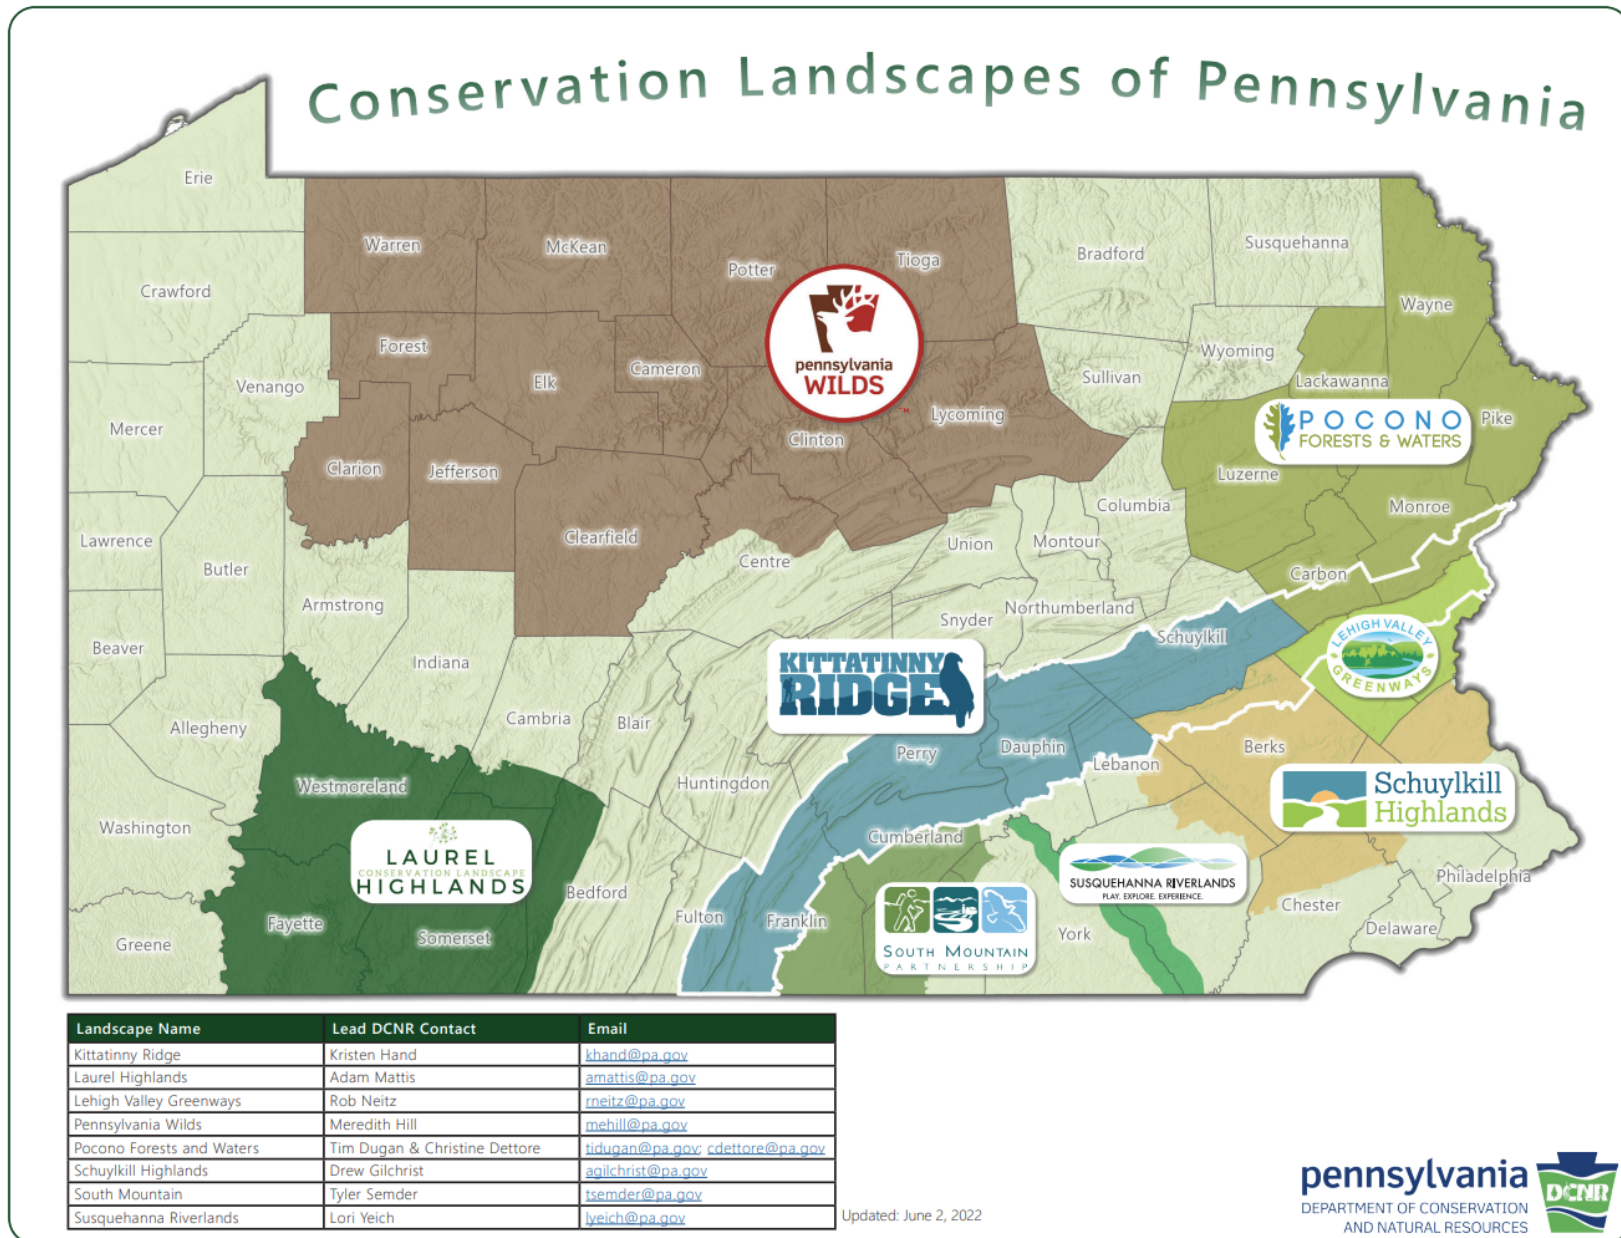 Conservation Landscapes of Pennsylvania
Erie
Warren
McKean
Potter
Tioga
Bradford
Susquehanna
Crawford
Wayne
Forest
Cameron
Elk
Venango
pennsylvania
WILDS
™
Wyoming
Sullivan
Lackawanna
Mercer
Lycoming
Clinton
POCONO
FORESTS & WATERS
Pike
Clarion
Jefferson
Luzerne
Columbia
Monroe
Lawrence
Clearfield
Butler
Centre
Union
Montour
Carbon
Armstrong
Snyder
Northumberland
Schuylkill
Beaver
Indiana
LEHIGH VALLEY
GREENWAYS
KITTATINNY
RIDGE
Allegheny
Cambria
Blair
Perry
Dauphin
Lebanon
Berks
Westmoreland
Huntingdon
Schuylkill
Highlands
Washington
Cumberland
LAUREL
CONSERVATION LANDSCAPE
HIGHLANDS
SUSQUEHANNA RIVERLANDS
PLAY. EXPLORE. EXPERIENCE.
Philadelphia
Bedford
Fulton
Franklin
Chester
Fayette
Somerset
Greene
SOUTH MOUNTAIN
PARTNERSHIP
York
Delaware
Landscape Name Lead DCNR Contact Email
Kittatinny Ridge Kristen Hand khand@pa.gov
Laurel Highlands Adam Mattis amattis@pa.gov
Lehigh Valley Greenways Rob Neitz rneitz@pa.gov
Pennsylvania Wilds Meredith Hill mehill@pa.gov
Pocono Forests and Waters Tim Dugan & Christine Dettore tidugan@pa.gov; cdettore@pa.gov
Schuylkill Highlands Drew Gilchrist agilchrist@pa.gov
South Mountain Tyler Semder tsemder@pa.gov
Susquehanna Riverlands Lori Yeich lyeich@pa.gov
Updated: June 2, 2022
pennsylvania
DEPARTMENT OF CONSERVATION
AND NATURAL RESOURCES
DCNR